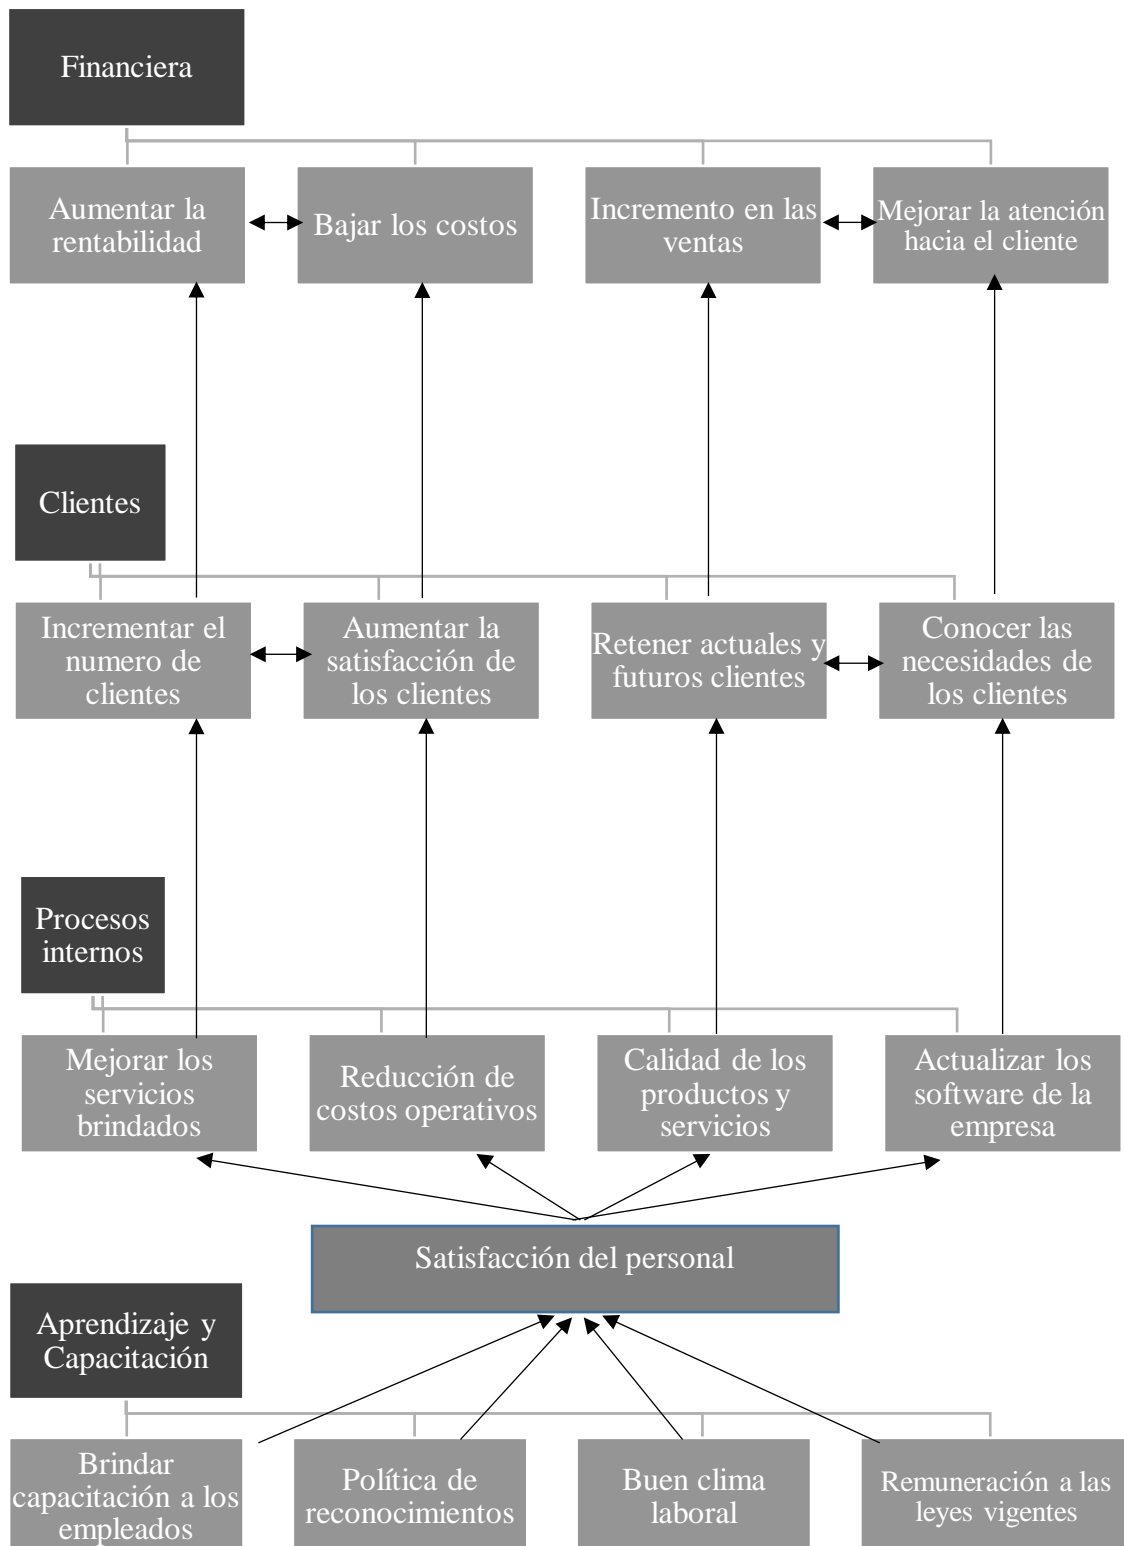 Financiera
Aumentar la
rentabilidad
Bajar los costos
Incremento en las
ventas
Mejorar la atención
hacia el cliente
Clientes
Incrementar el
numero de
clientes
Aumentar la
satisfacción de
los clientes
Retener actuales y
futuros clientes
Conocer las
necesidades de
los clientes
Procesos
internos
Mejorar los
servicios
brindados
Reducción de
costos operativos
Calidad de los
productos y
servicios
Actualizar los
software de la
empresa
Satisfacción del personal
Aprendizaje y
Capacitación
Brindar
capacitación a los
empleados
Política de
reconocimientos
Buen clima
laboral
Remuneración a las
leyes vigentes